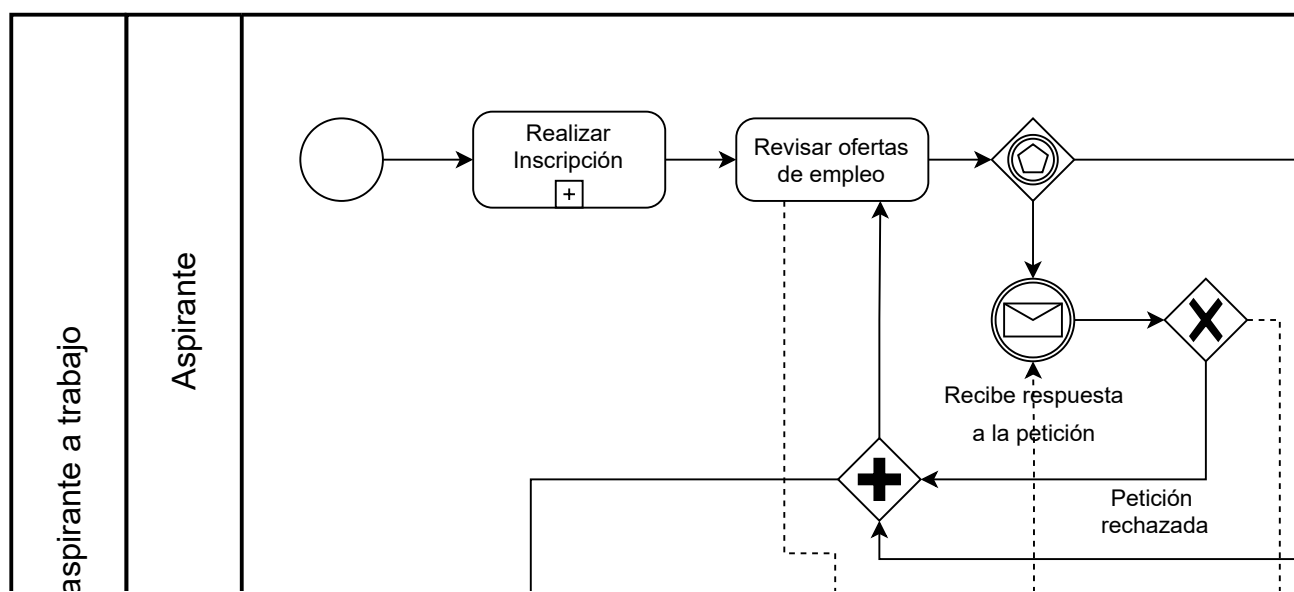 Realizar
Inscripción
+
Revisar ofertas
de empleo
Aspirante
aspirante a trabajo
Recibe respuesta
a la petición
Petición
rechazada